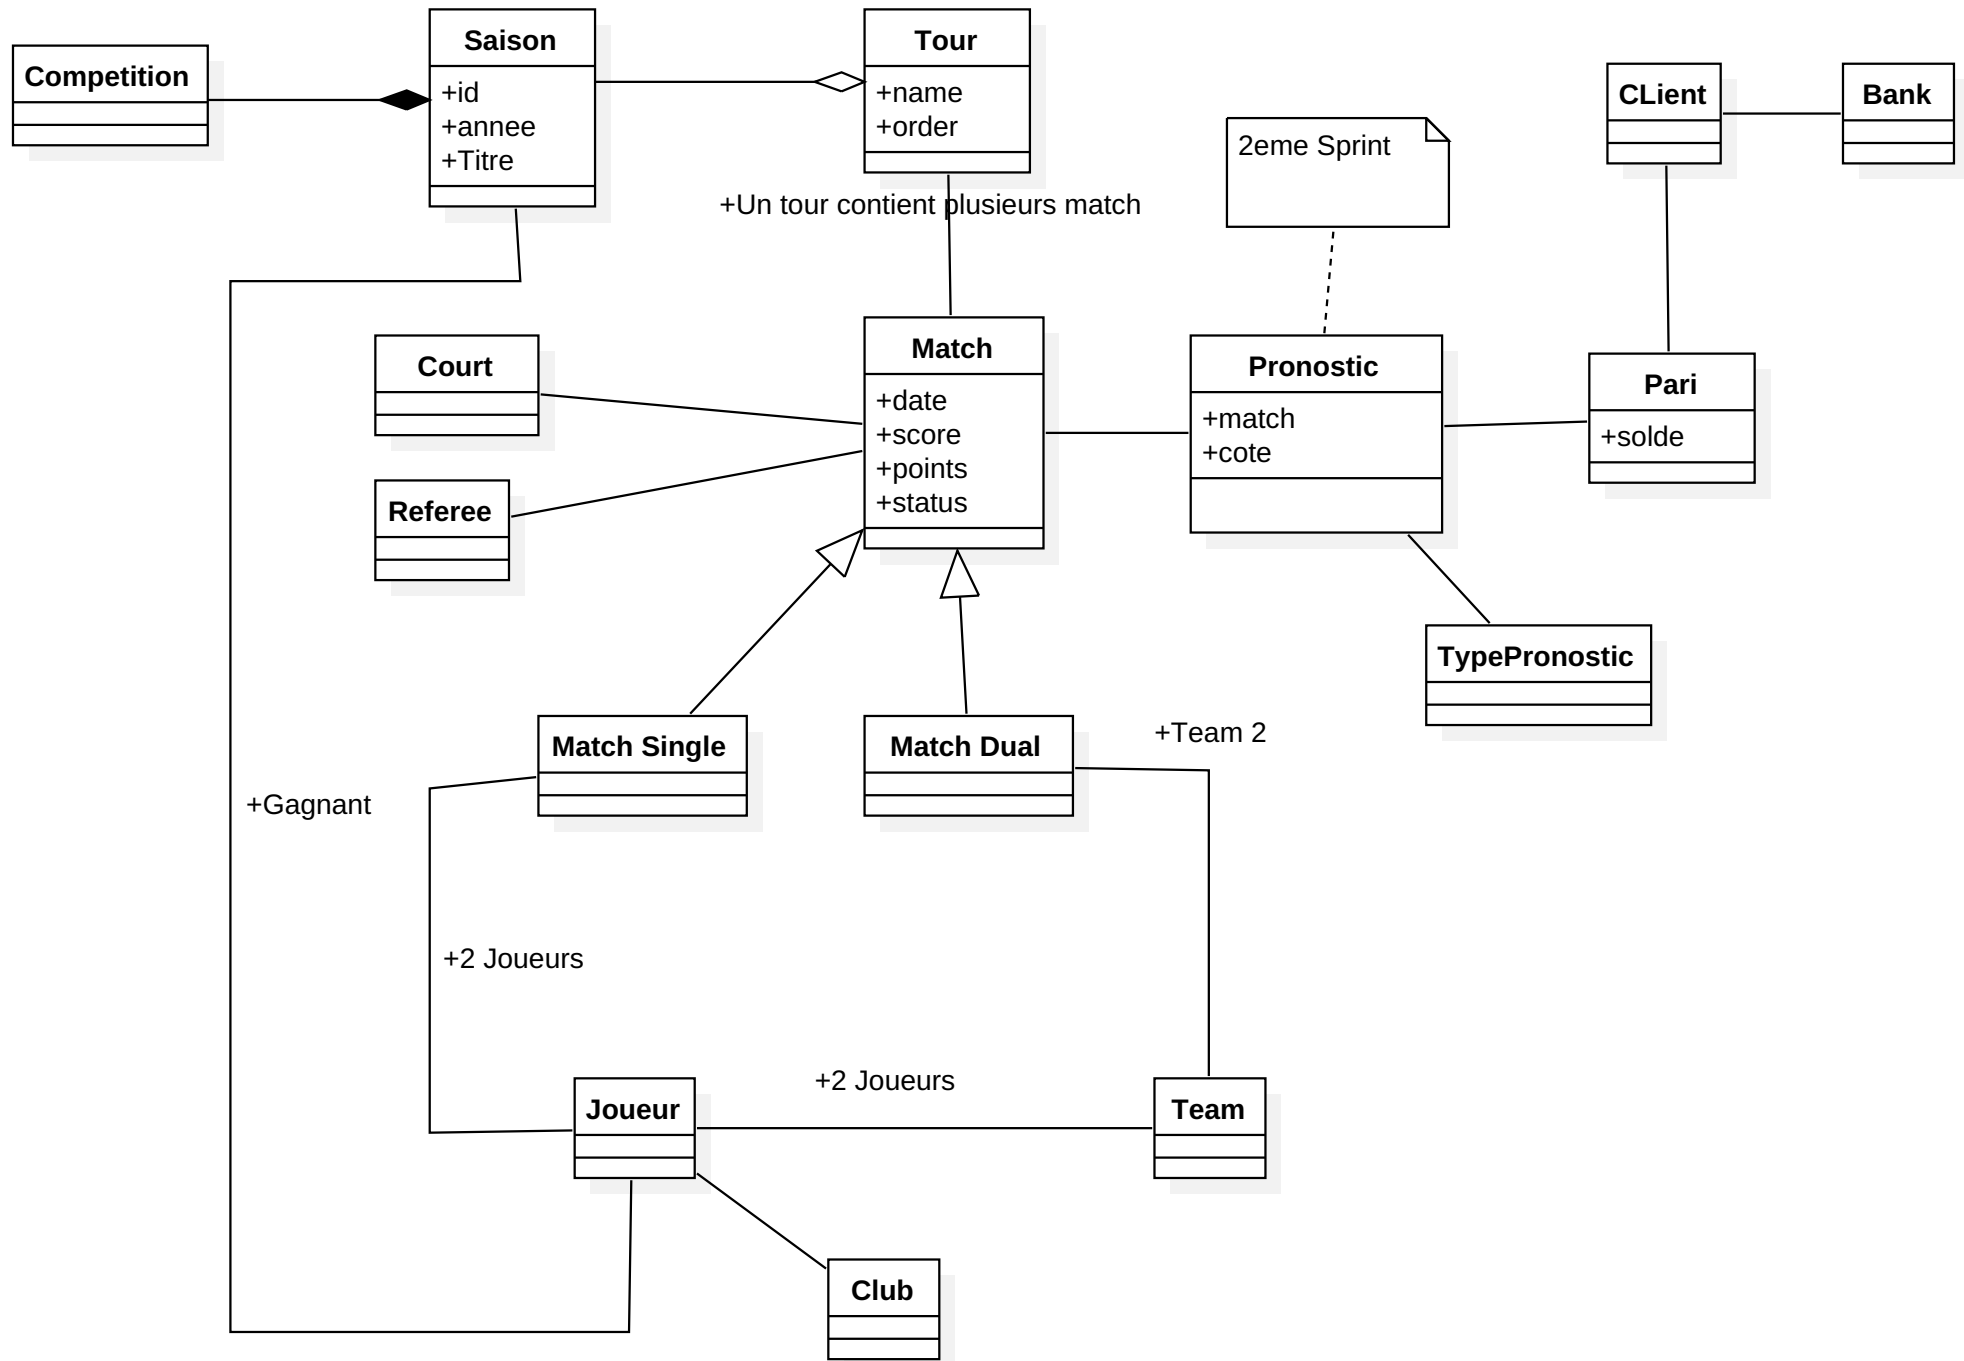 Competition
Saison
+id
+annee
+Titre
Tour
+name
+order
CLient
Bank
2eme Sprint
+Un tour contient plusieurs match
Court
Referee
Match
+date
+score
+points
+status
Pronostic
+match
+cote
Pari
+solde
TypePronostic
Match Single
Match Dual
+Team 2
+Gagnant
+2 Joueurs
+2 Joueurs
Joueur
Team
Club